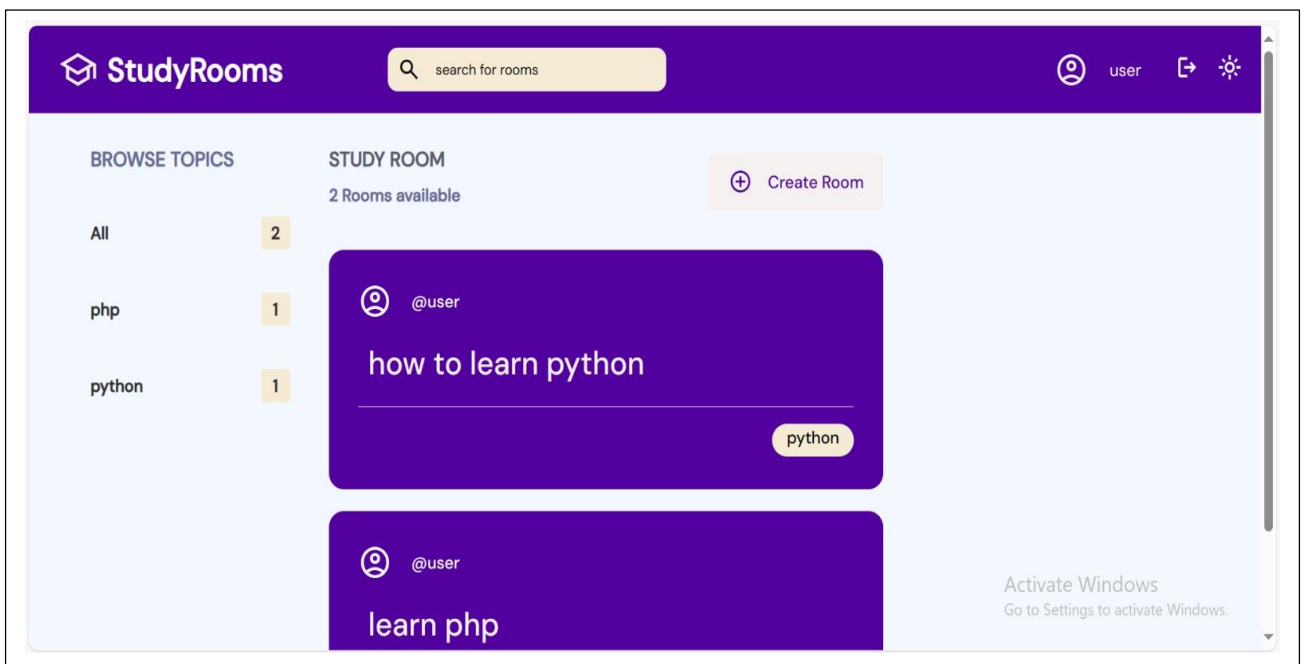 StudyRooms
search for rooms
user
BROWSE TOPICS
All 2
php 1
python 1
STUDY ROOM
2 Rooms available
Create Room
@user
how to learn python
python
@user
learn php
Activate Windows
Go to Settings to activate Windows.